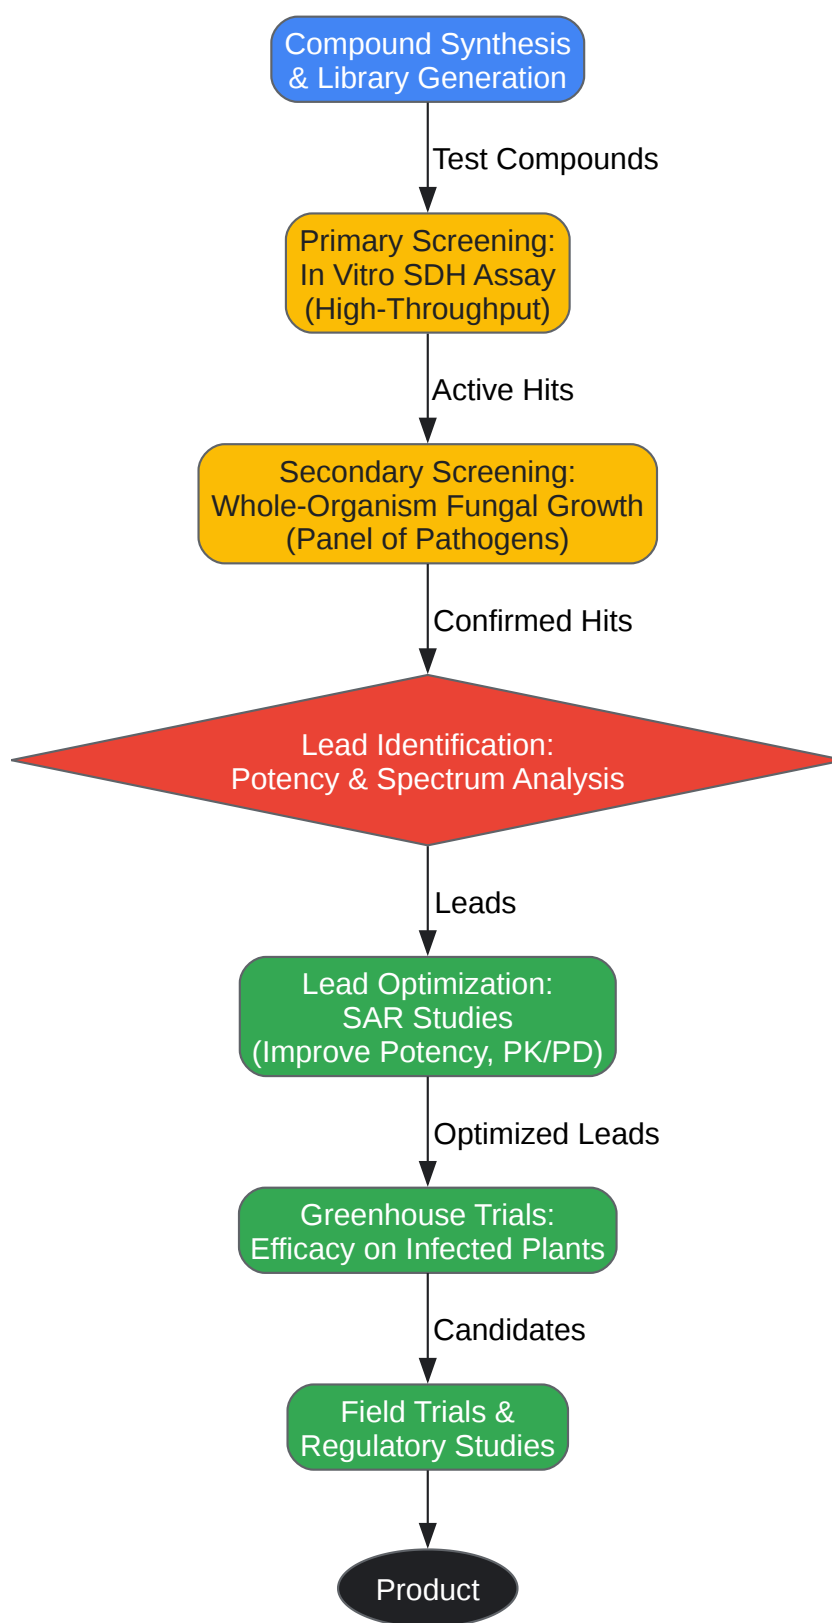 Compound Synthesis
& Library Generation
Test Compounds
Primary Screening:
In Vitro SDH Assay
(High-Throughput)
Active Hits
Secondary Screening:
Whole-Organism Fungal Growth
(Panel of Pathogens)
Confirmed Hits
Lead Identification:
Potency & Spectrum Analysis
Leads
Lead Optimization:
SAR Studies
(Improve Potency, PK/PD)
Optimized Leads
Greenhouse Trials:
Efficacy on Infected Plants
Candidates
Field Trials &
Regulatory Studies
Product